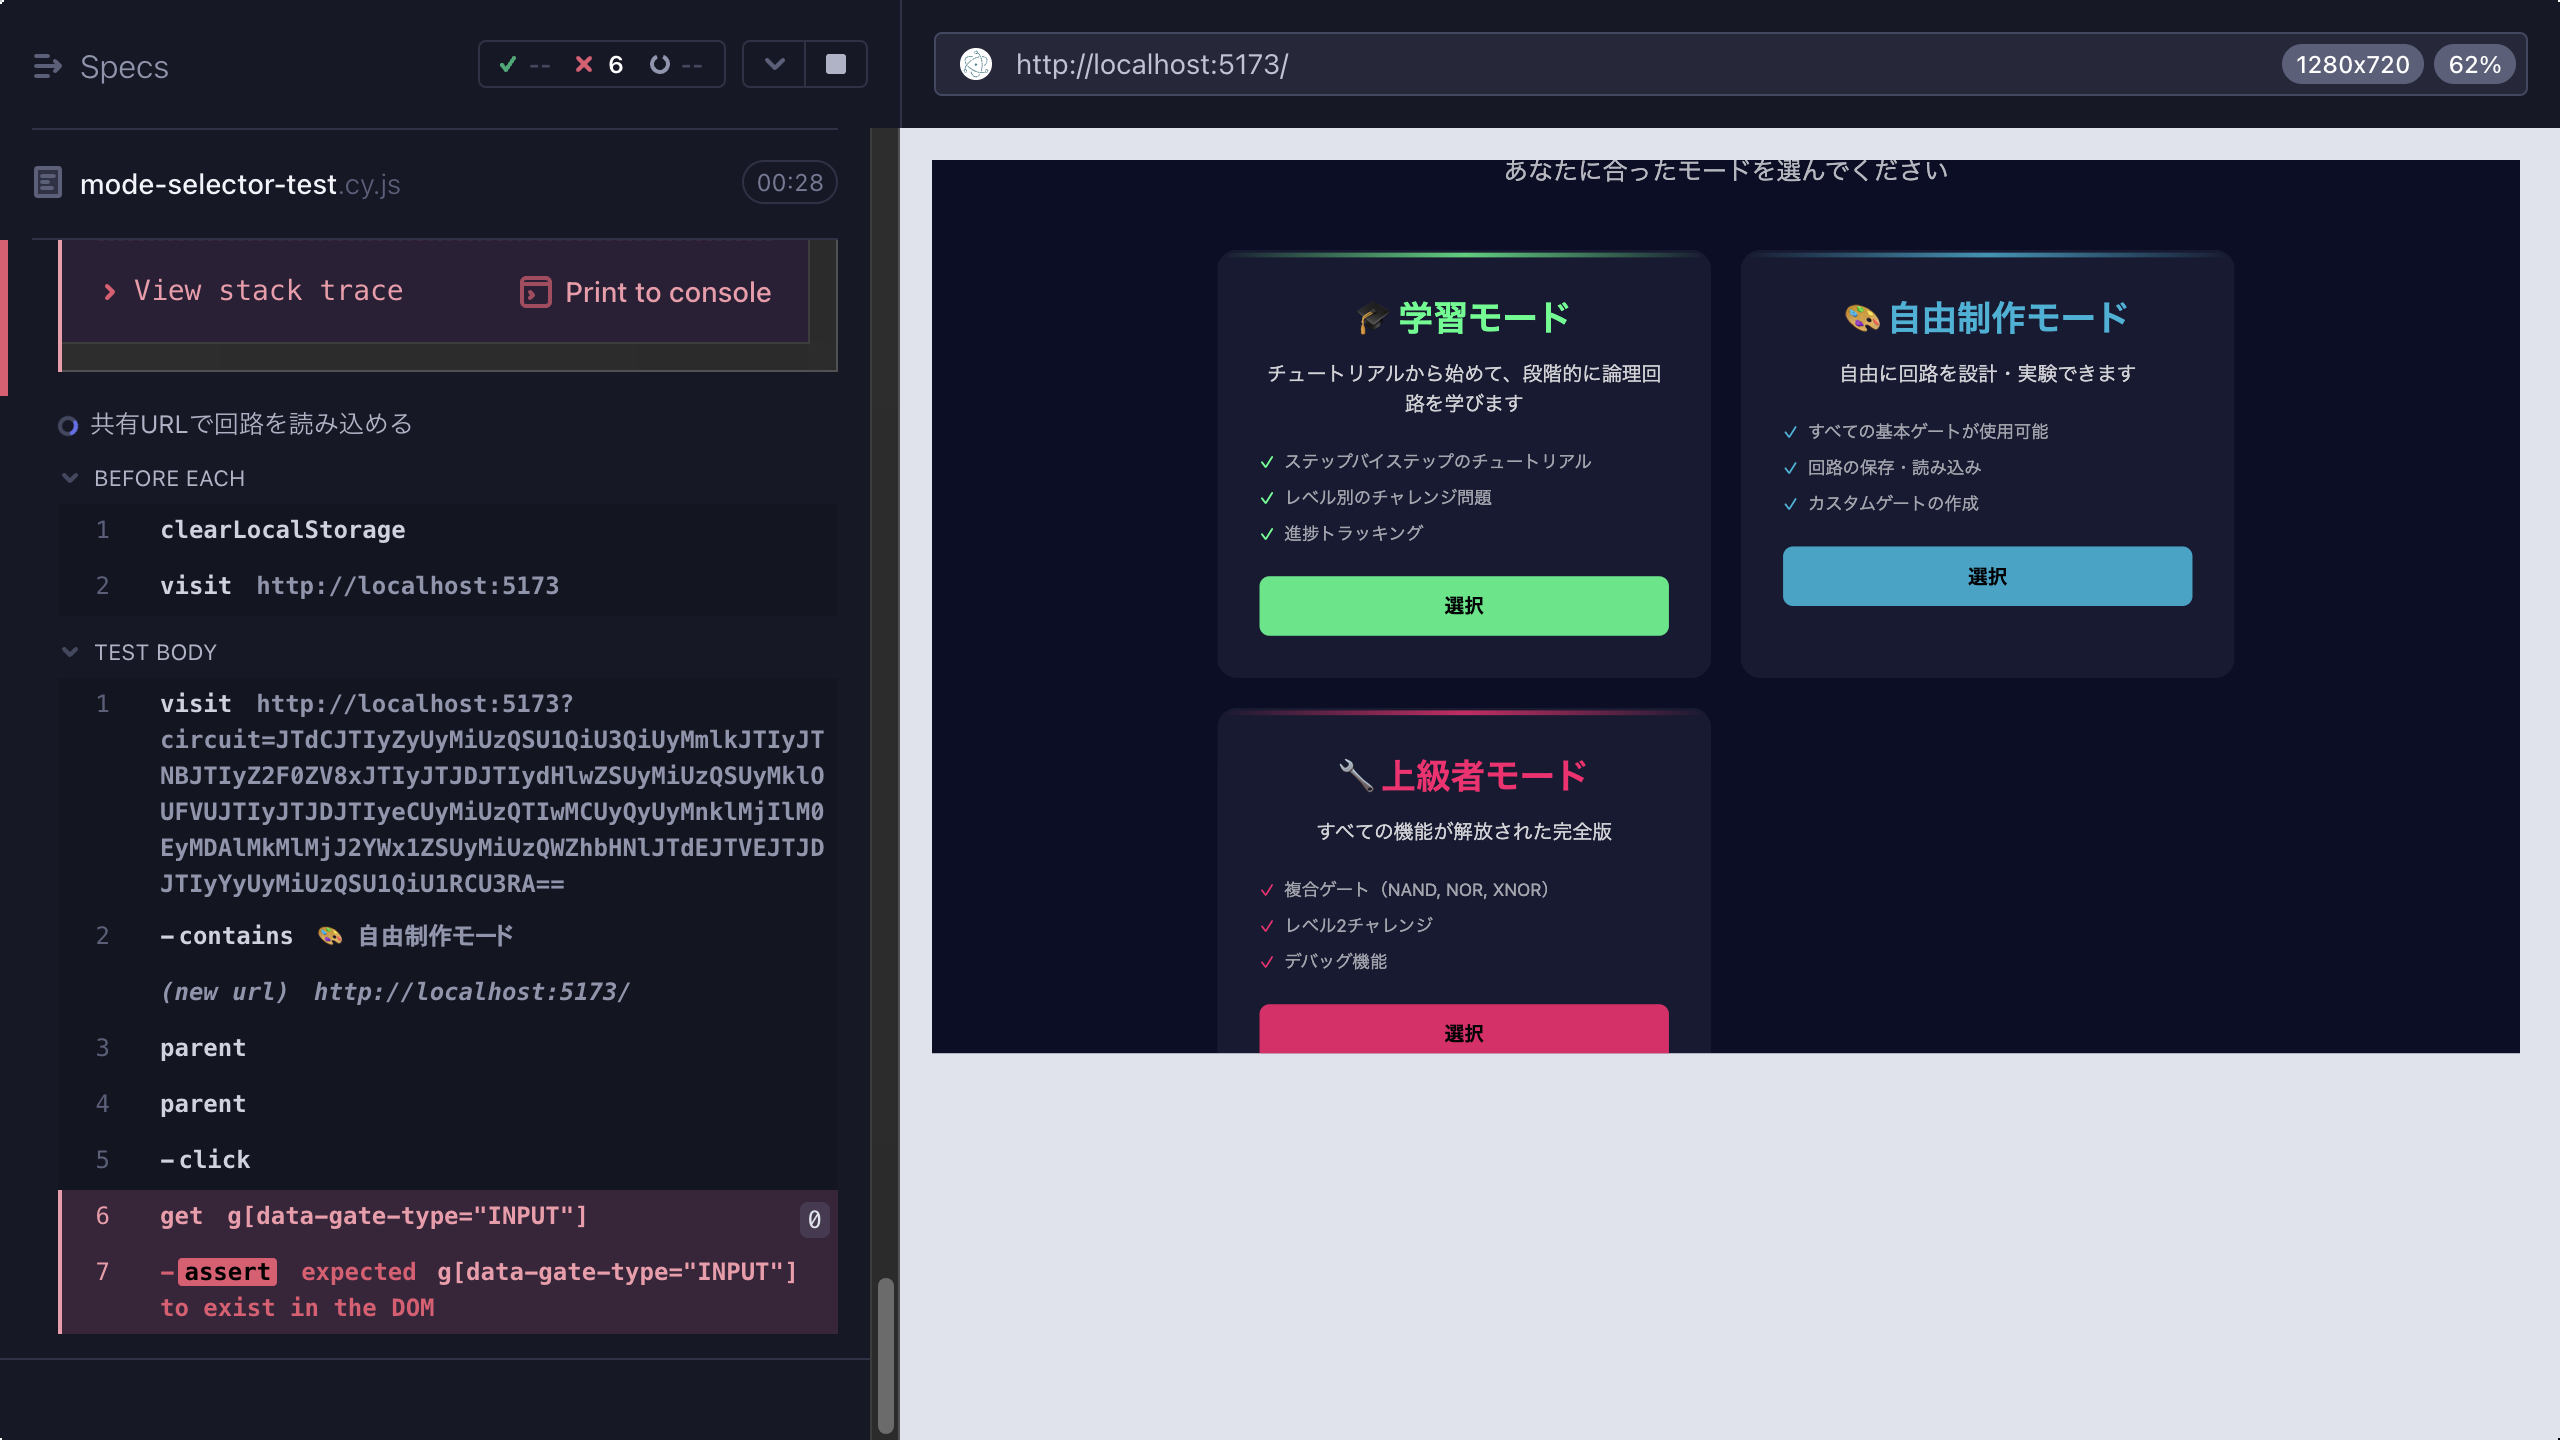 Specs
-- 6 --
mode-selector-test.cy.js
00:28
View stack trace
Print to console
共有URLで回路を読み込める
BEFORE EACH
1 clearLocalStorage
2 visit http://localhost:5173
TEST BODY
1 visit http://localhost:5173?
circuit=JTdCJTIyZyUyMiUzQSU1QiU3QiUyMmlkJTIyJT
NBJTIyZ2F0ZV8xJTIyJTJDJTIydHlwZSUyMiUzQSUyMklO
UFVUJTIyJTJDJTIyeCUyMiUzQTIwMCUyQyUyMnklMjIlM0
EyMDAlMkMlMjJ2YWx1ZSUyMiUzQWZhbHNlJTdEJTVEJTJD
JTIyYyUyMiUzQSU1QiU1RCU3RA==
2 -contains 🎨 自由制作モード
(new url) http://localhost:5173/
3 parent
4 parent
5 -click
6 get g[data-gate-type="INPUT"] 0
7 -assert expected g[data-gate-type="INPUT"]
to exist in the DOM
http://localhost:5173/
1280x720
62%
あなたに合ったモードを選んでください
🎓 学習モード
チュートリアルから始めて、段階的に論理回
路を学びます
✓ ステップバイステップのチュートリアル
✓ レベル別のチャレンジ問題
✓ 進捗トラッキング
選択
🎨 自由制作モード
自由に回路を設計・実験できます
✓ すべての基本ゲートが使用可能
✓ 回路の保存・読み込み
✓ カスタムゲートの作成
選択
🔧 上級者モード
すべての機能が解放された完全版
✓ 複合ゲート（NAND, NOR, XNOR）
✓ レベル2チャレンジ
✓ デバッグ機能
選択